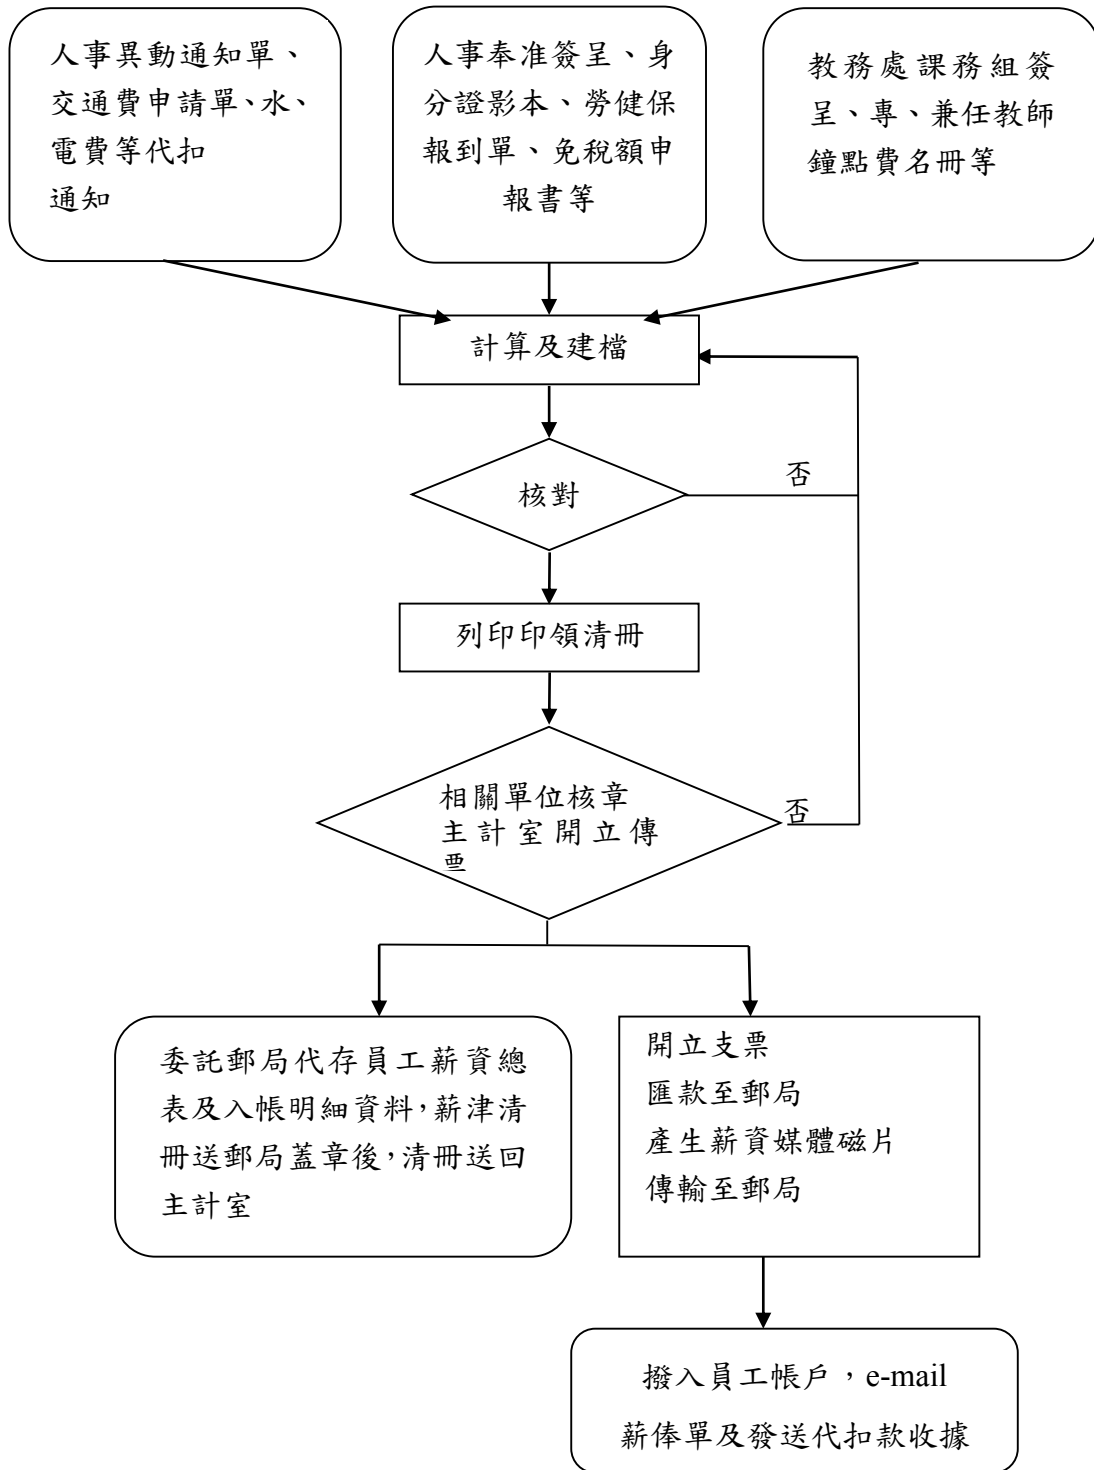 人事異動通知單、
交通費申請單、水、
電費等代扣
通知
人事奉准簽呈、身
分證影本、勞健保
報到單、免稅額申
報書等
教務處課務組簽
呈、專、兼任教師
鐘點費名冊等
計算及建檔
核對
否
列印印領清冊
相關單位核章
主計室開立傳
票
否
委託郵局代存員工薪資總
表及入帳明細資料,薪津清
冊送郵局蓋章後,清冊送回
主計室
開立支票
匯款至郵局
產生薪資媒體磁片
傳輸至郵局
撥入員工帳戶，e-mail
薪俸單及發送代扣款收據